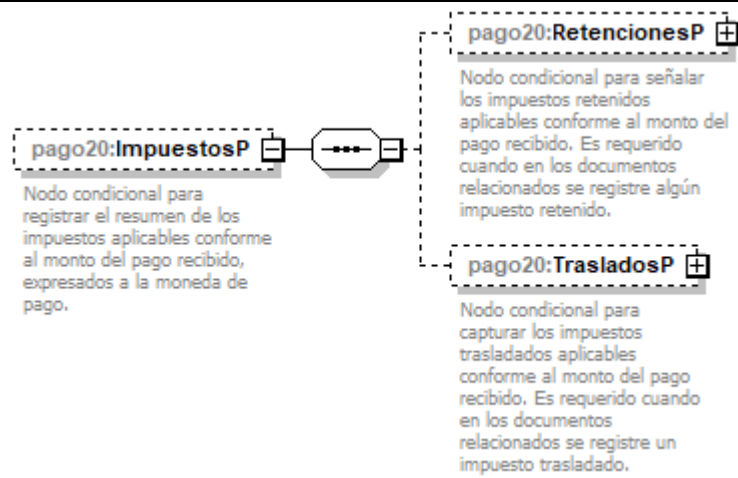 pago20:RetencionesP
Nodo condicional para señalar
los impuestos retenidos
aplicables conforme al monto del
pago recibido. Es requerido
cuando en los documentos
relacionados se registre algún
impuesto retenido.
pago20:ImpuestosP
Nodo condicional para
registrar el resumen de los
impuestos aplicables conforme
al monto del pago recibido,
expresados a la moneda de
pago.
pago20:TrasladosP
Nodo condicional para
capturar los impuestos
trasladados aplicables
conforme al monto del pago
recibido. Es requerido cuando
en los documentos
relacionados se registre un
impuesto trasladado.